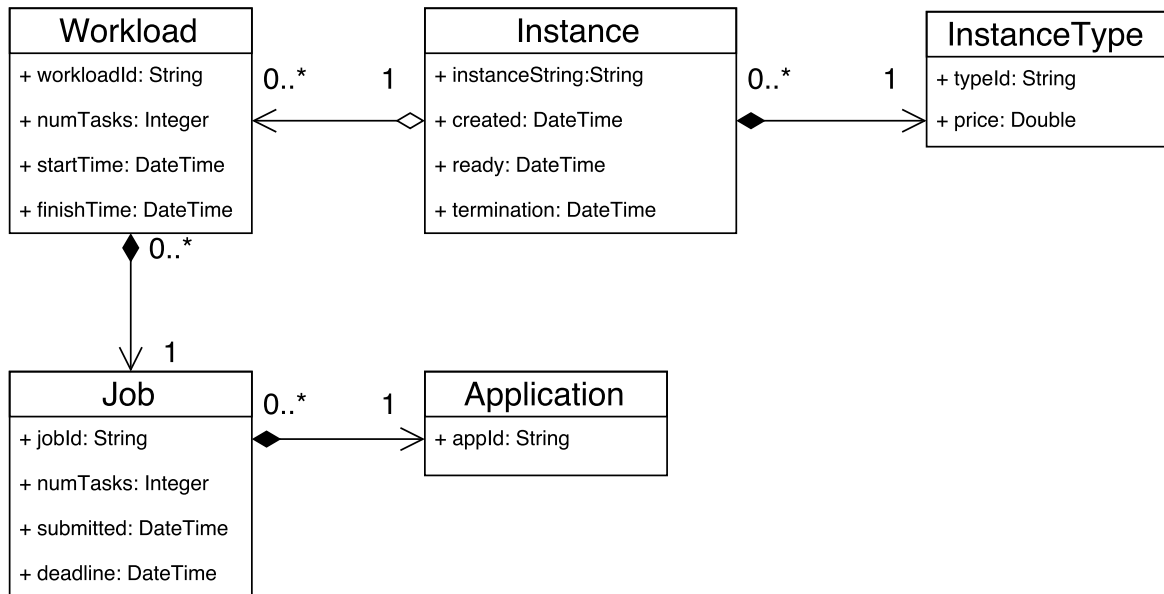 Workload
+ workloadId: String
+ numTasks: Integer
+ startTime: DateTime
+ finishTime: DateTime
0..*
1
Instance
+ instanceString:String
+ created: DateTime
+ ready: DateTime
+ termination: DateTime
0..*
1
InstanceType
+ typeId: String
+ price: Double
0..*
1
Job
+ jobId: String
+ numTasks: Integer
+ submitted: DateTime
+ deadline: DateTime
0..*
1
Application
+ appId: String